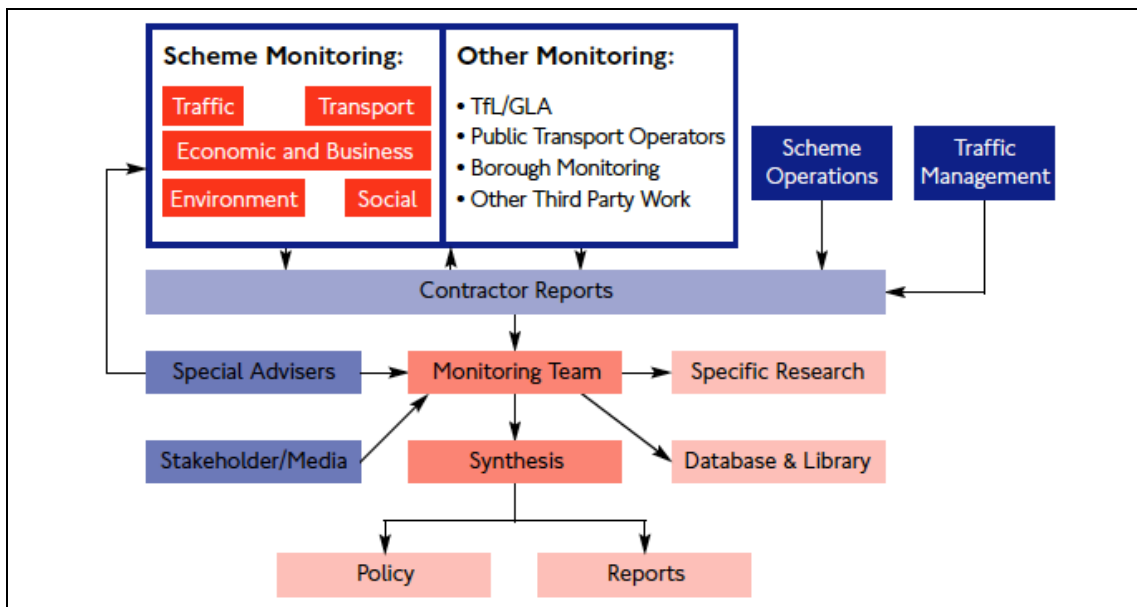 Scheme Monitoring:
Traffic
Transport
Economic and Business
Environment
Social
Other Monitoring:
• TfL/GLA
• Public Transport Operators
• Borough Monitoring
• Other Third Party Work
Scheme
Operations
Traffic
Management
Contractor Reports
Special Advisers
Monitoring Team
Specific Research
Stakeholder/Media
Synthesis
Database & Library
Policy
Reports